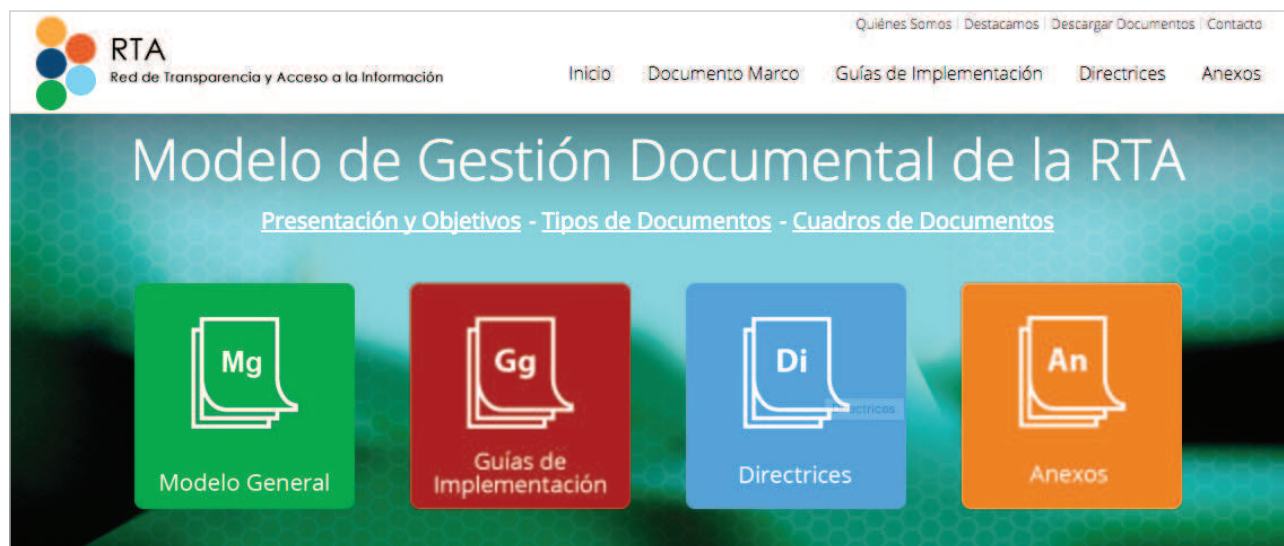 Quiénes Somos | Destacamos | Descargar Documentos | Contacto
RTA
Red de Transparencia y Acceso a la Información
Inicio Documento Marco Guías de Implementación Directrices Anexos
Modelo de Gestión Documental de la RTA
Presentación y Objetivos - Tipos de Documentos - Cuadros de Documentos
Mg
Modelo General
Gg
Guías de
Implementación
Di
Directrices
Directrices
An
Anexos